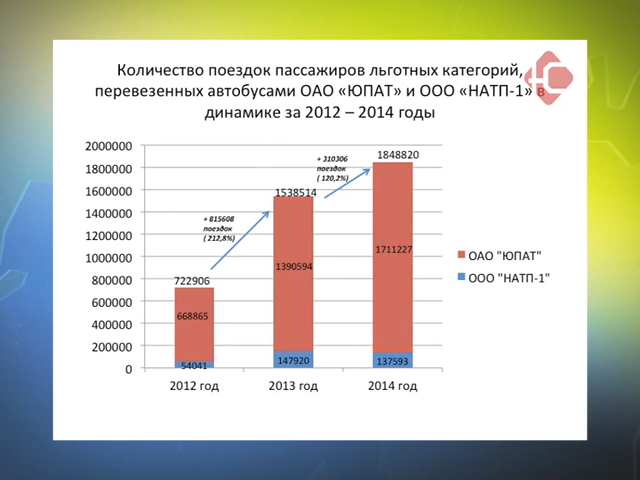 Количество поездок пассажиров льготных категорий,
перевезенных автобусами ОАО «ЮПАТ» и ООО «НАТП-1» в
динамике за 2012 – 2014 годы
2000000
1800000
1600000
1400000
1200000
1000000
800000
600000
400000
200000
0
+ 815608
поездок
( 212,8%)
+ 310306
поездок
( 120,2%)
722906
668865
54041
1538514
1390594
147920
1848820
1711227
137593
2012 год
2013 год
2014 год
ОАО "ЮПАТ"
ООО "НАТП-1"